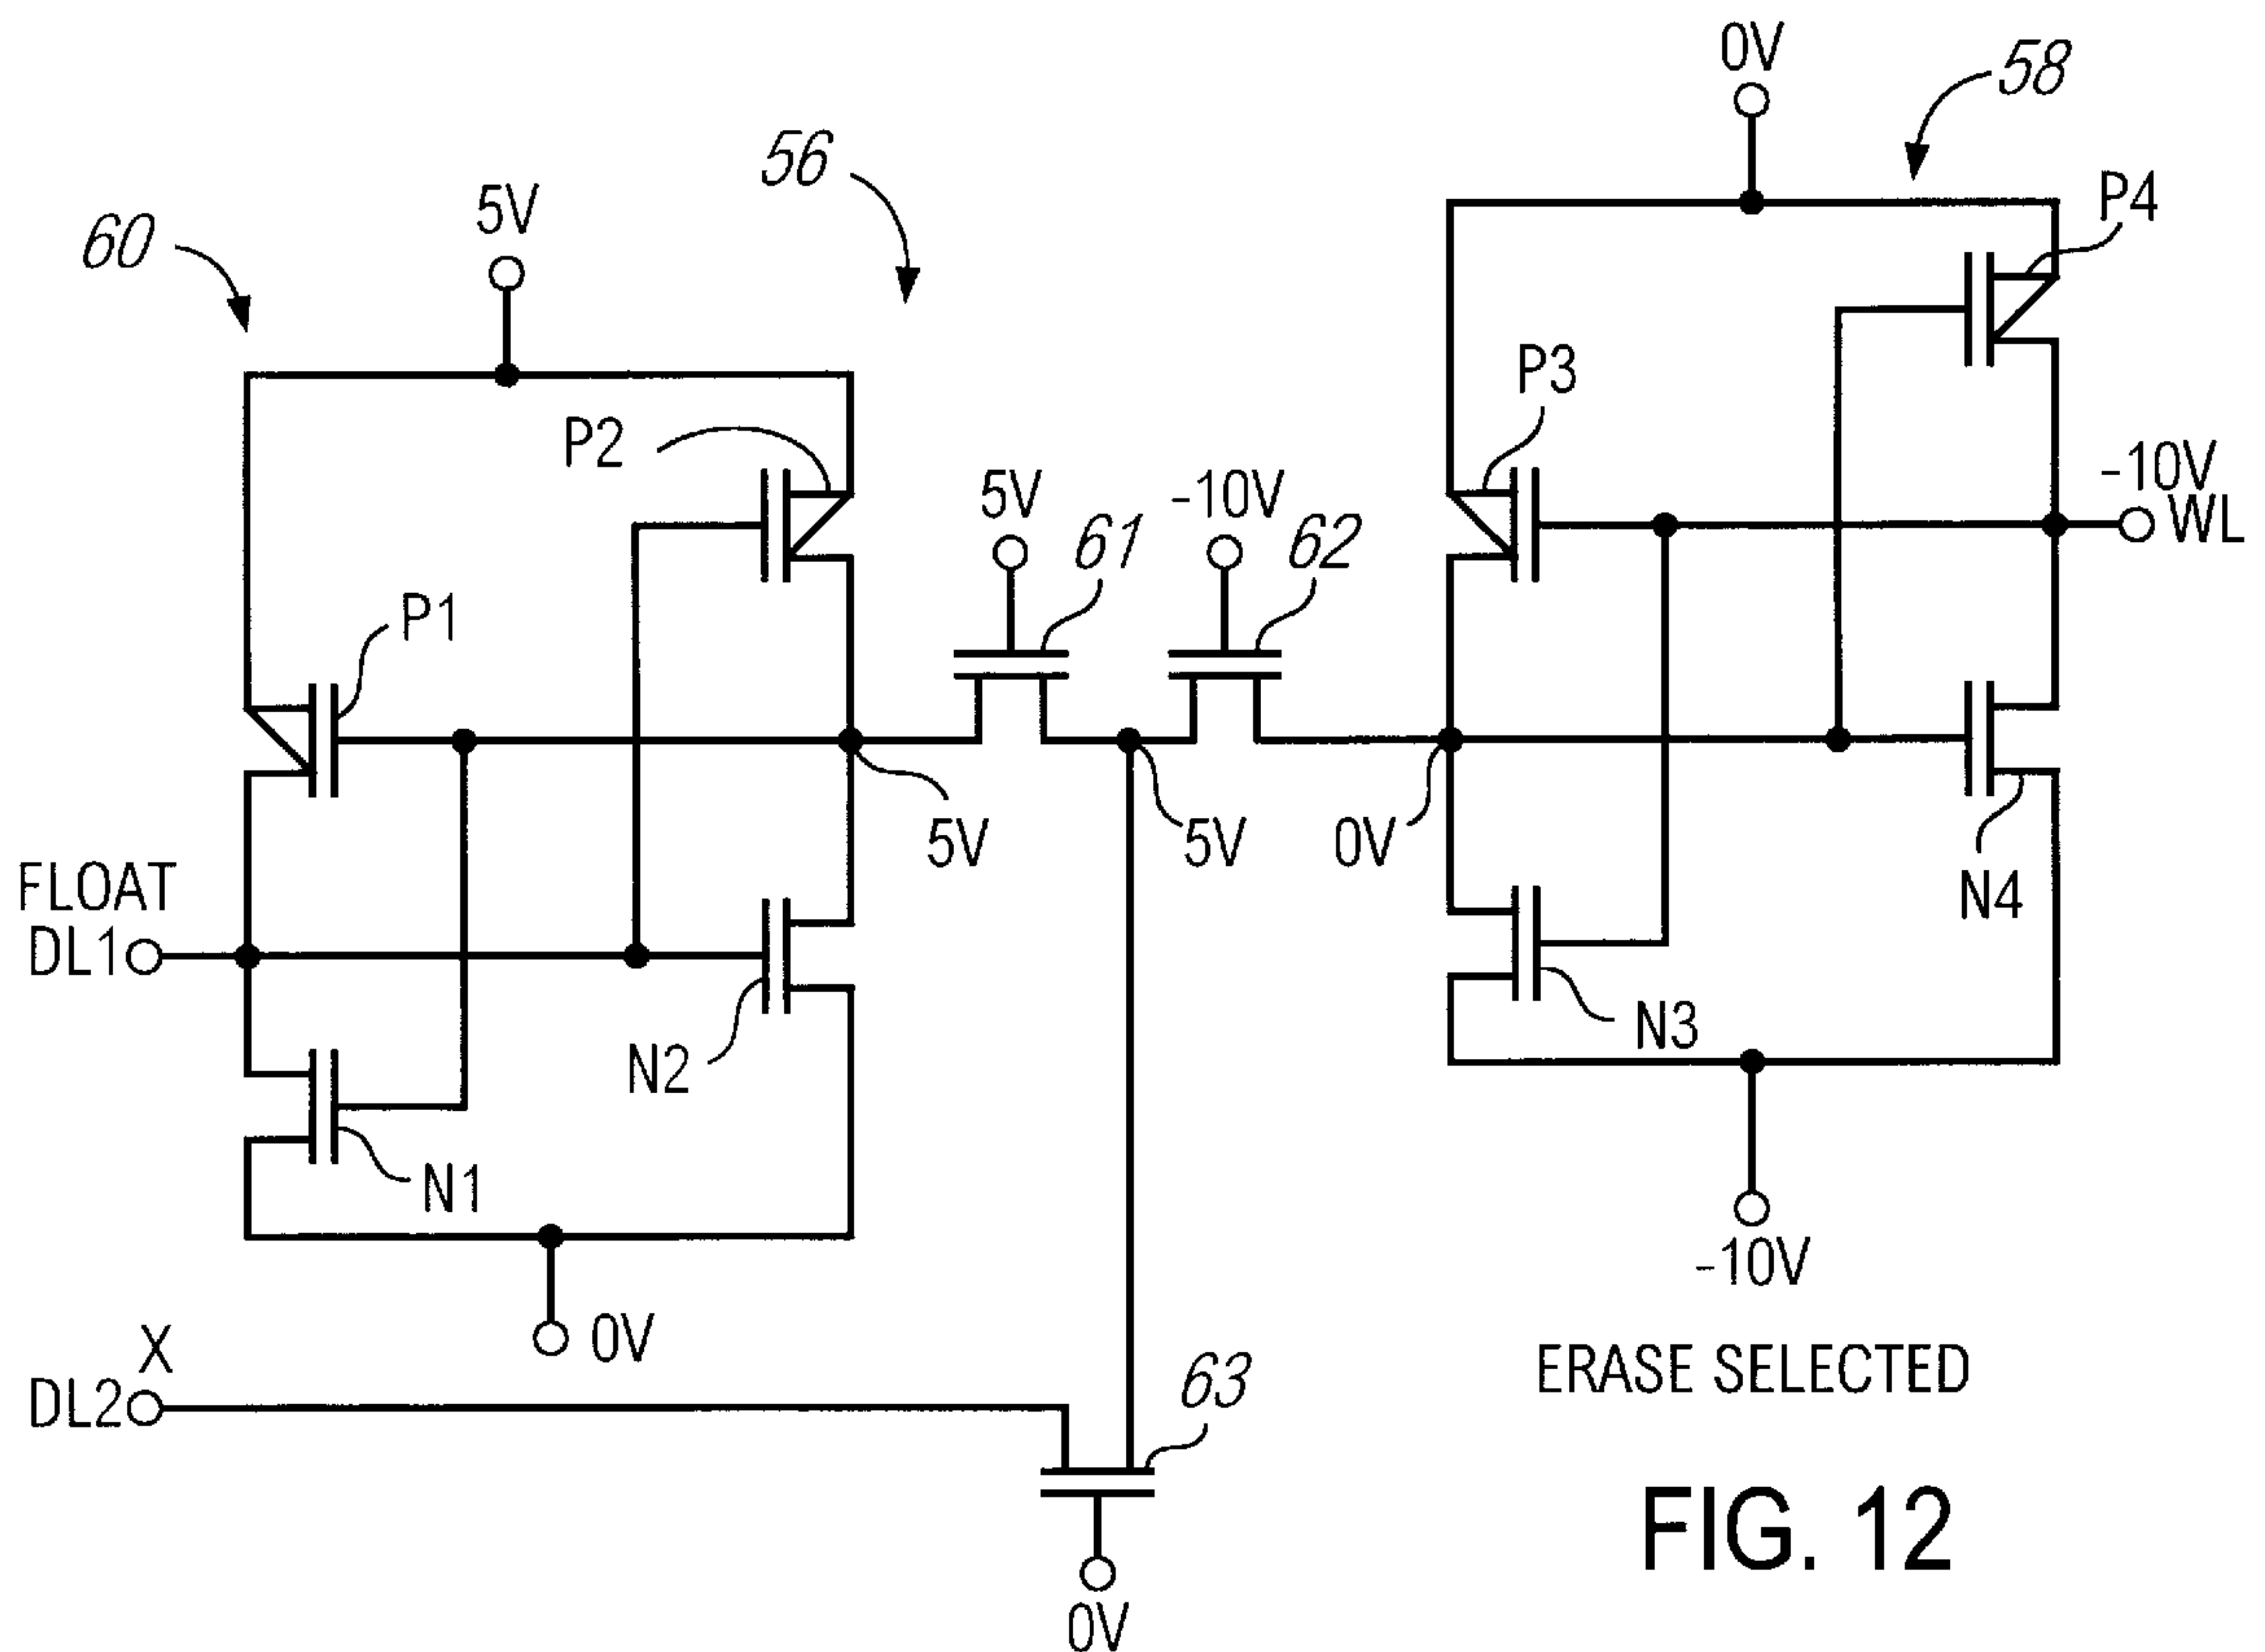 0V
58
56
60
5V
P4
P2
P3
5V
-10V
61
62
-10V
WL
P1
5V
5V
0V
FLOAT
DL1
N4
N2
N3
N1
-10V
0V
X
DL2
63
ERASE SELECTED
0V
FIG. 12